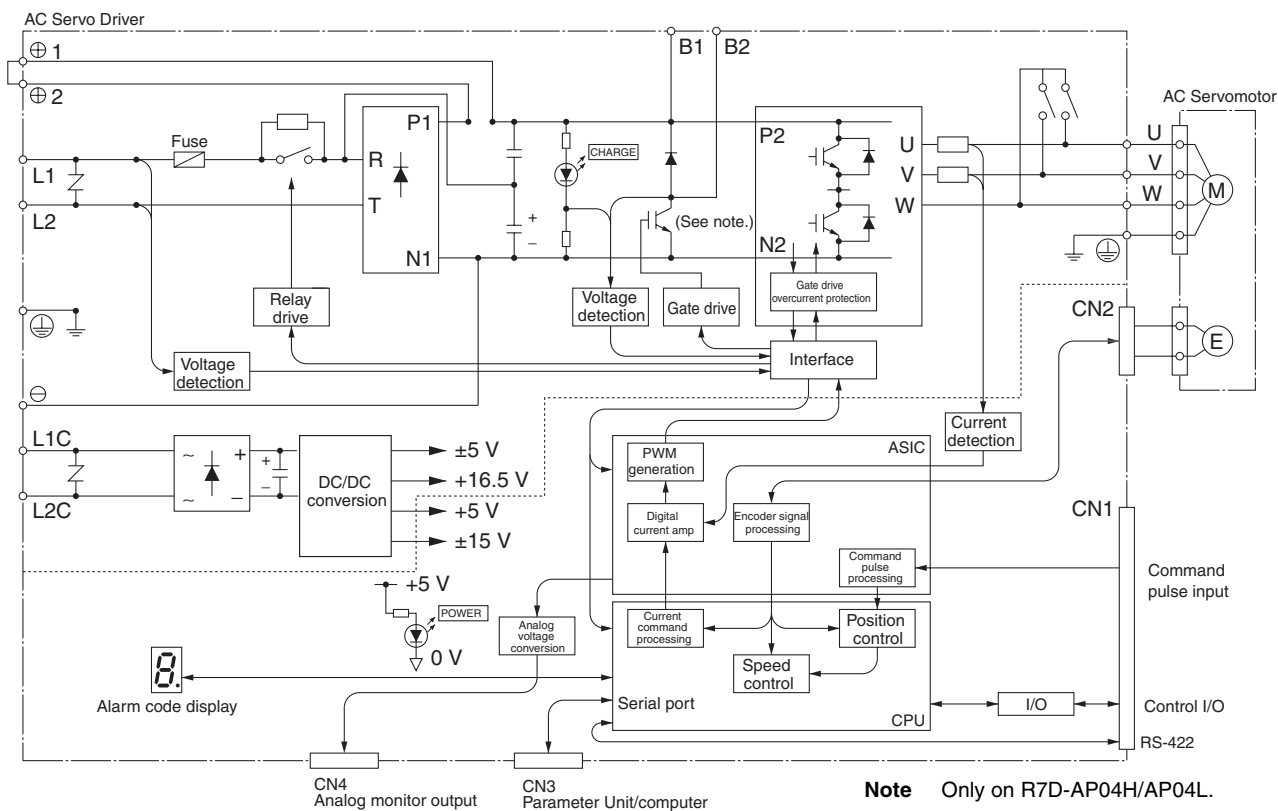 AC Servo Driver
⊕ 1
⊕ 2
B1 B2
AC Servomotor
Fuse
P1
P2
CHARGE
U
V
W
U
V
W
M
R
T
L1
L2
+
−
(See note.)
N1
N2
Gate drive
overcurrent protection
Relay
drive
Voltage
detection
Gate drive
CN2
E
Voltage
detection
Interface
⊖
Current
detection
L1C
L2C
~ +
~ −
+
−
DC/DC
conversion
±5 V
+16.5 V
+5 V
±15 V
ASIC
PWM
generation
Digital
current amp
Encoder signal
processing
CN1
Command
pulse
processing
Command
pulse input
+5 V
POWER
0 V
Analog
voltage
conversion
Current
command
processing
Position
control
Speed
control
8.
Alarm code display
Serial port
CPU
I/O
Control I/O
RS-422
CN4
Analog monitor output
CN3
Parameter Unit/computer
Note Only on R7D-AP04H/AP04L.